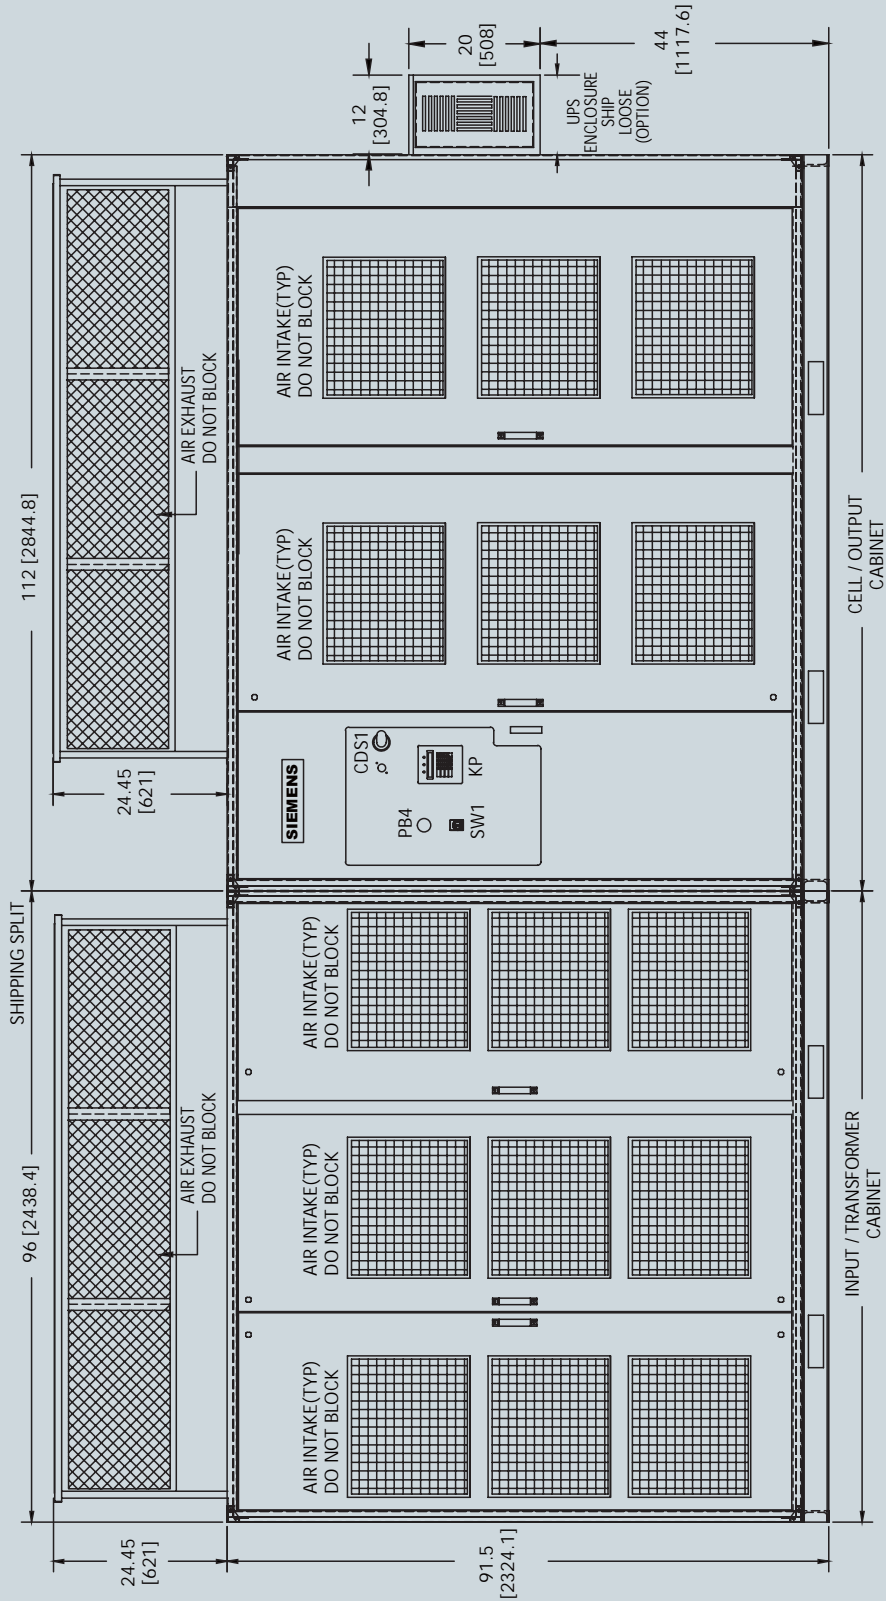 SHIPPING SPLIT
96 [2438.4]
112 [2844.8]
24.45
[621]
24.45
[621]
AIR EXHAUST
DO NOT BLOCK
AIR EXHAUST
DO NOT BLOCK
12
[304.8]
20
[508]
44
[1117.6]
UPS
ENCLOSURE
SHIP
LOOSE
(OPTION)
91.5
[2324.1]
AIR INTAKE(TYP)
DO NOT BLOCK
AIR INTAKE(TYP)
DO NOT BLOCK
AIR INTAKE(TYP)
DO NOT BLOCK
SIEMENS
CDS1
PB4
KP
SW1
AIR INTAKE(TYP)
DO NOT BLOCK
AIR INTAKE(TYP)
DO NOT BLOCK
INPUT / TRANSFORMER
CABINET
CELL / OUTPUT
CABINET